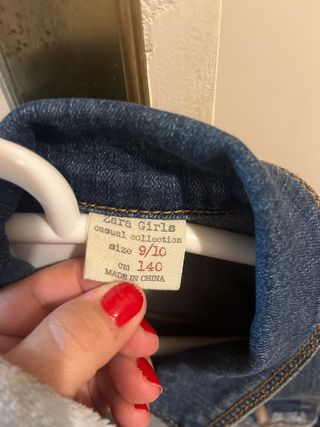 Zara Girls
casual collection
size 9/10
cm 140
MADE IN CHINA